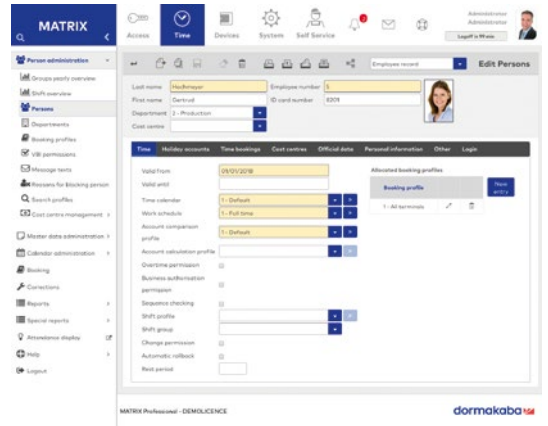 MATRIX
Access
Time
Devices
System
Self Service
Administrator
Administrator
Logoff in 59 min
Person administration
Groups yearly overview
Shift overview
Persons
Departments
Booking profiles
VIB permissions
Message texts
Reasons for blocking person
Search profiles
Cost centre management
Master data administration
Calendar administration
Booking
Corrections
Reports
Special reports
Attendance display
Help
Logout
Employee record
Edit Persons
Last name
Employee number 5
First name Gertrud
ID card number 5205
Department 2 - Production
Cost centre
Time
Holiday accounts
Time bookings
Cost centres
Official data
Personal information
Other
Login
Valid from 09/01/2018
Valid until
Time calendar 1 - Default
Work schedule 1 - Full time
Account comparison profile 1 - Default
Account calculation profile
Overtime permission
Business authorisation permission
Sequence checking
Shift profile
Shift group
Change permission
Automatic rollback
Rest period
Allocated booking profiles
Booking profile
New entry
1 - All terminals
MATRIX Professional - DEMOLICENCE
dormakaba